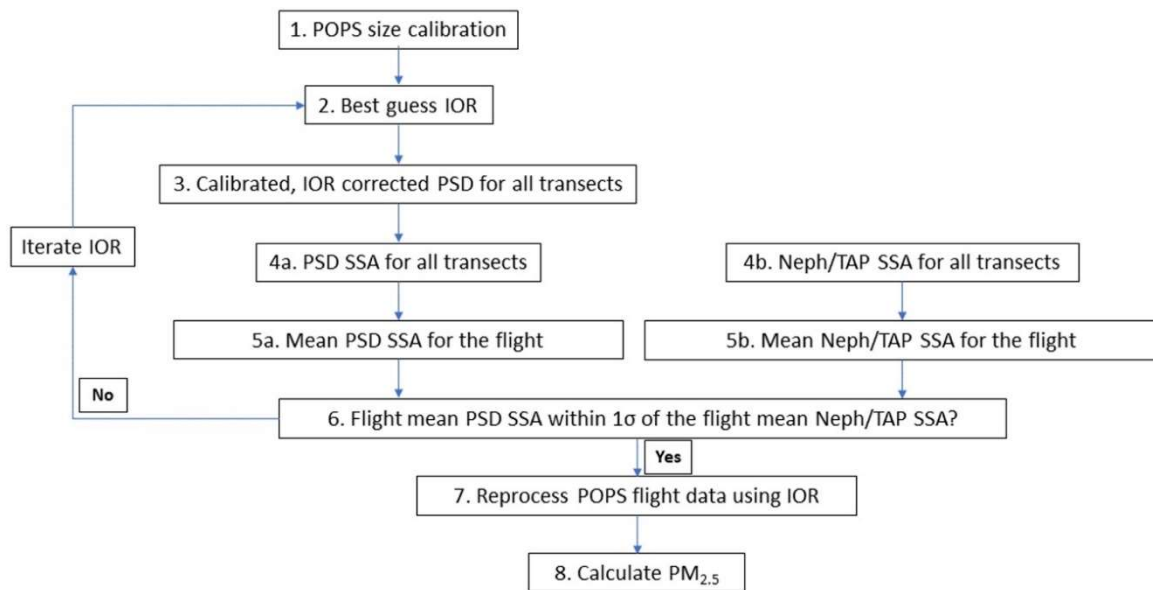 1. POPS size calibration
2. Best guess IOR
3. Calibrated, IOR corrected PSD for all transects
Iterate IOR
4a. PSD SSA for all transects
4b. Neph/TAP SSA for all transects
5a. Mean PSD SSA for the flight
5b. Mean Neph/TAP SSA for the flight
No
6. Flight mean PSD SSA within 1σ of the flight mean Neph/TAP SSA?
Yes
7. Reprocess POPS flight data using IOR
8. Calculate PM₂.₅